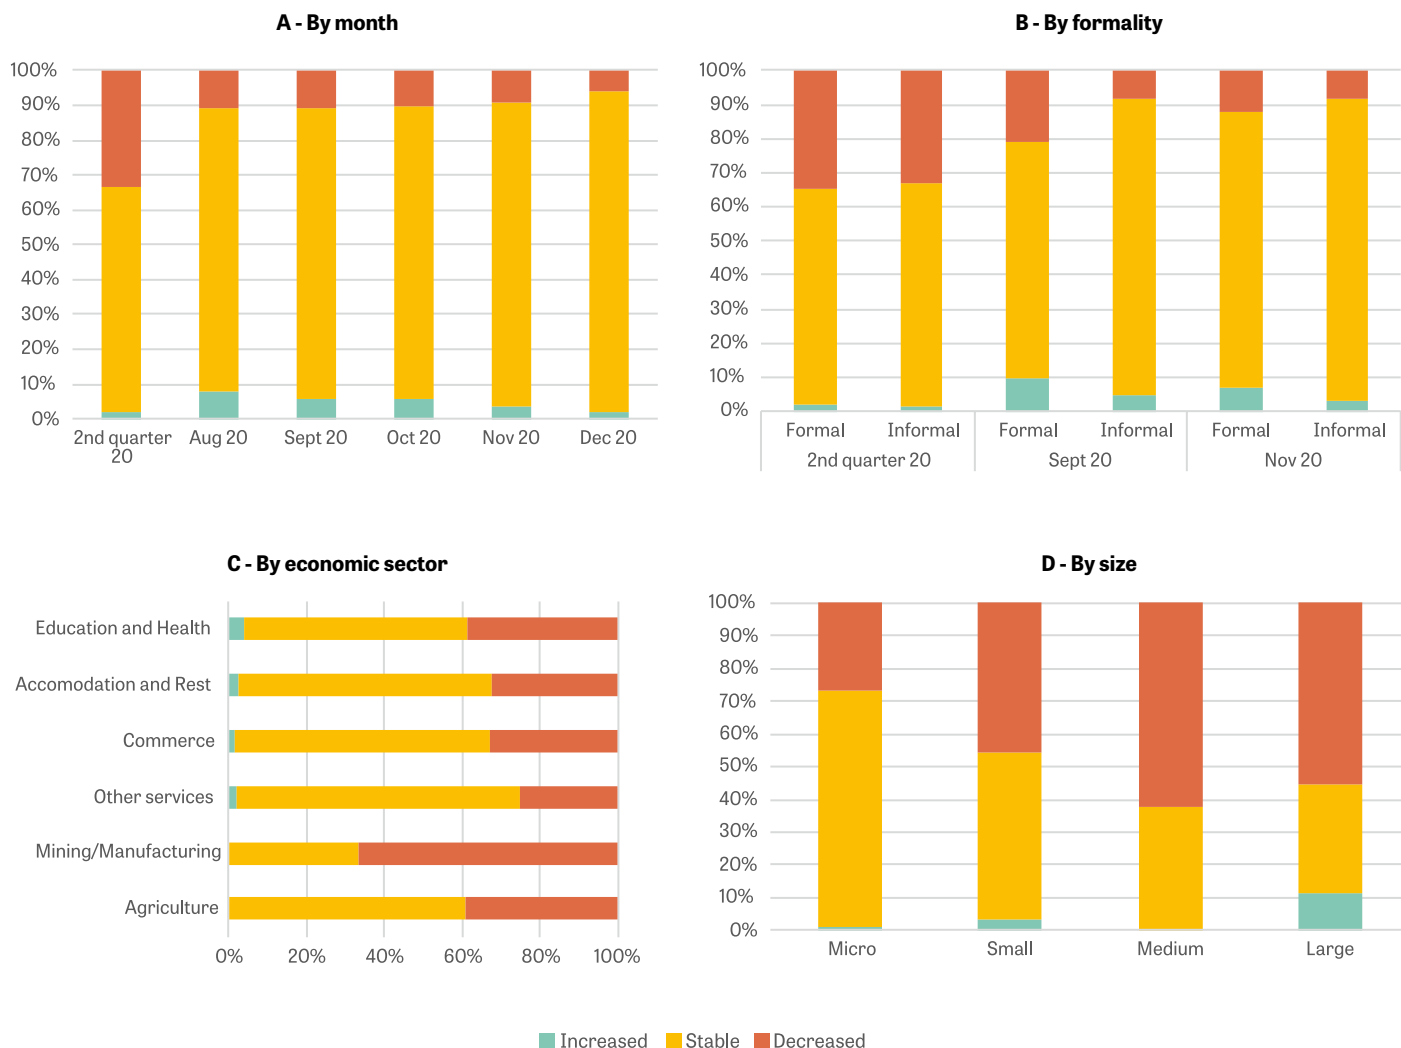 A - By month
100%
90%
80%
70%
60%
50%
40%
30%
20%
10%
0%
2nd quarter
20
Aug 20
Sept 20
Oct 20
Nov 20
Dec 20
B - By formality
100%
90%
80%
70%
60%
50%
40%
30%
20%
10%
0%
Formal
Informal
Formal
Informal
Formal
Informal
2nd quarter 20
Sept 20
Nov 20
C - By economic sector
Education and Health
Accomodation and Rest
Commerce
Other services
Mining/Manufacturing
Agriculture
0%
20%
40%
60%
80%
100%
D - By size
100%
90%
80%
70%
60%
50%
40%
30%
20%
10%
0%
Micro
Small
Medium
Large
Increased
Stable
Decreased